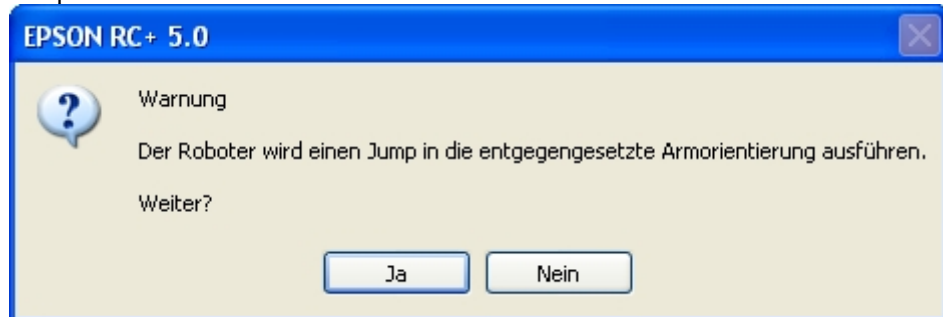 EPSON RC+ 5.0
Warnung
Der Roboter wird einen Jump in die entgegengesetzte Armorientierung ausführen.
Weiter?
Ja
Nein